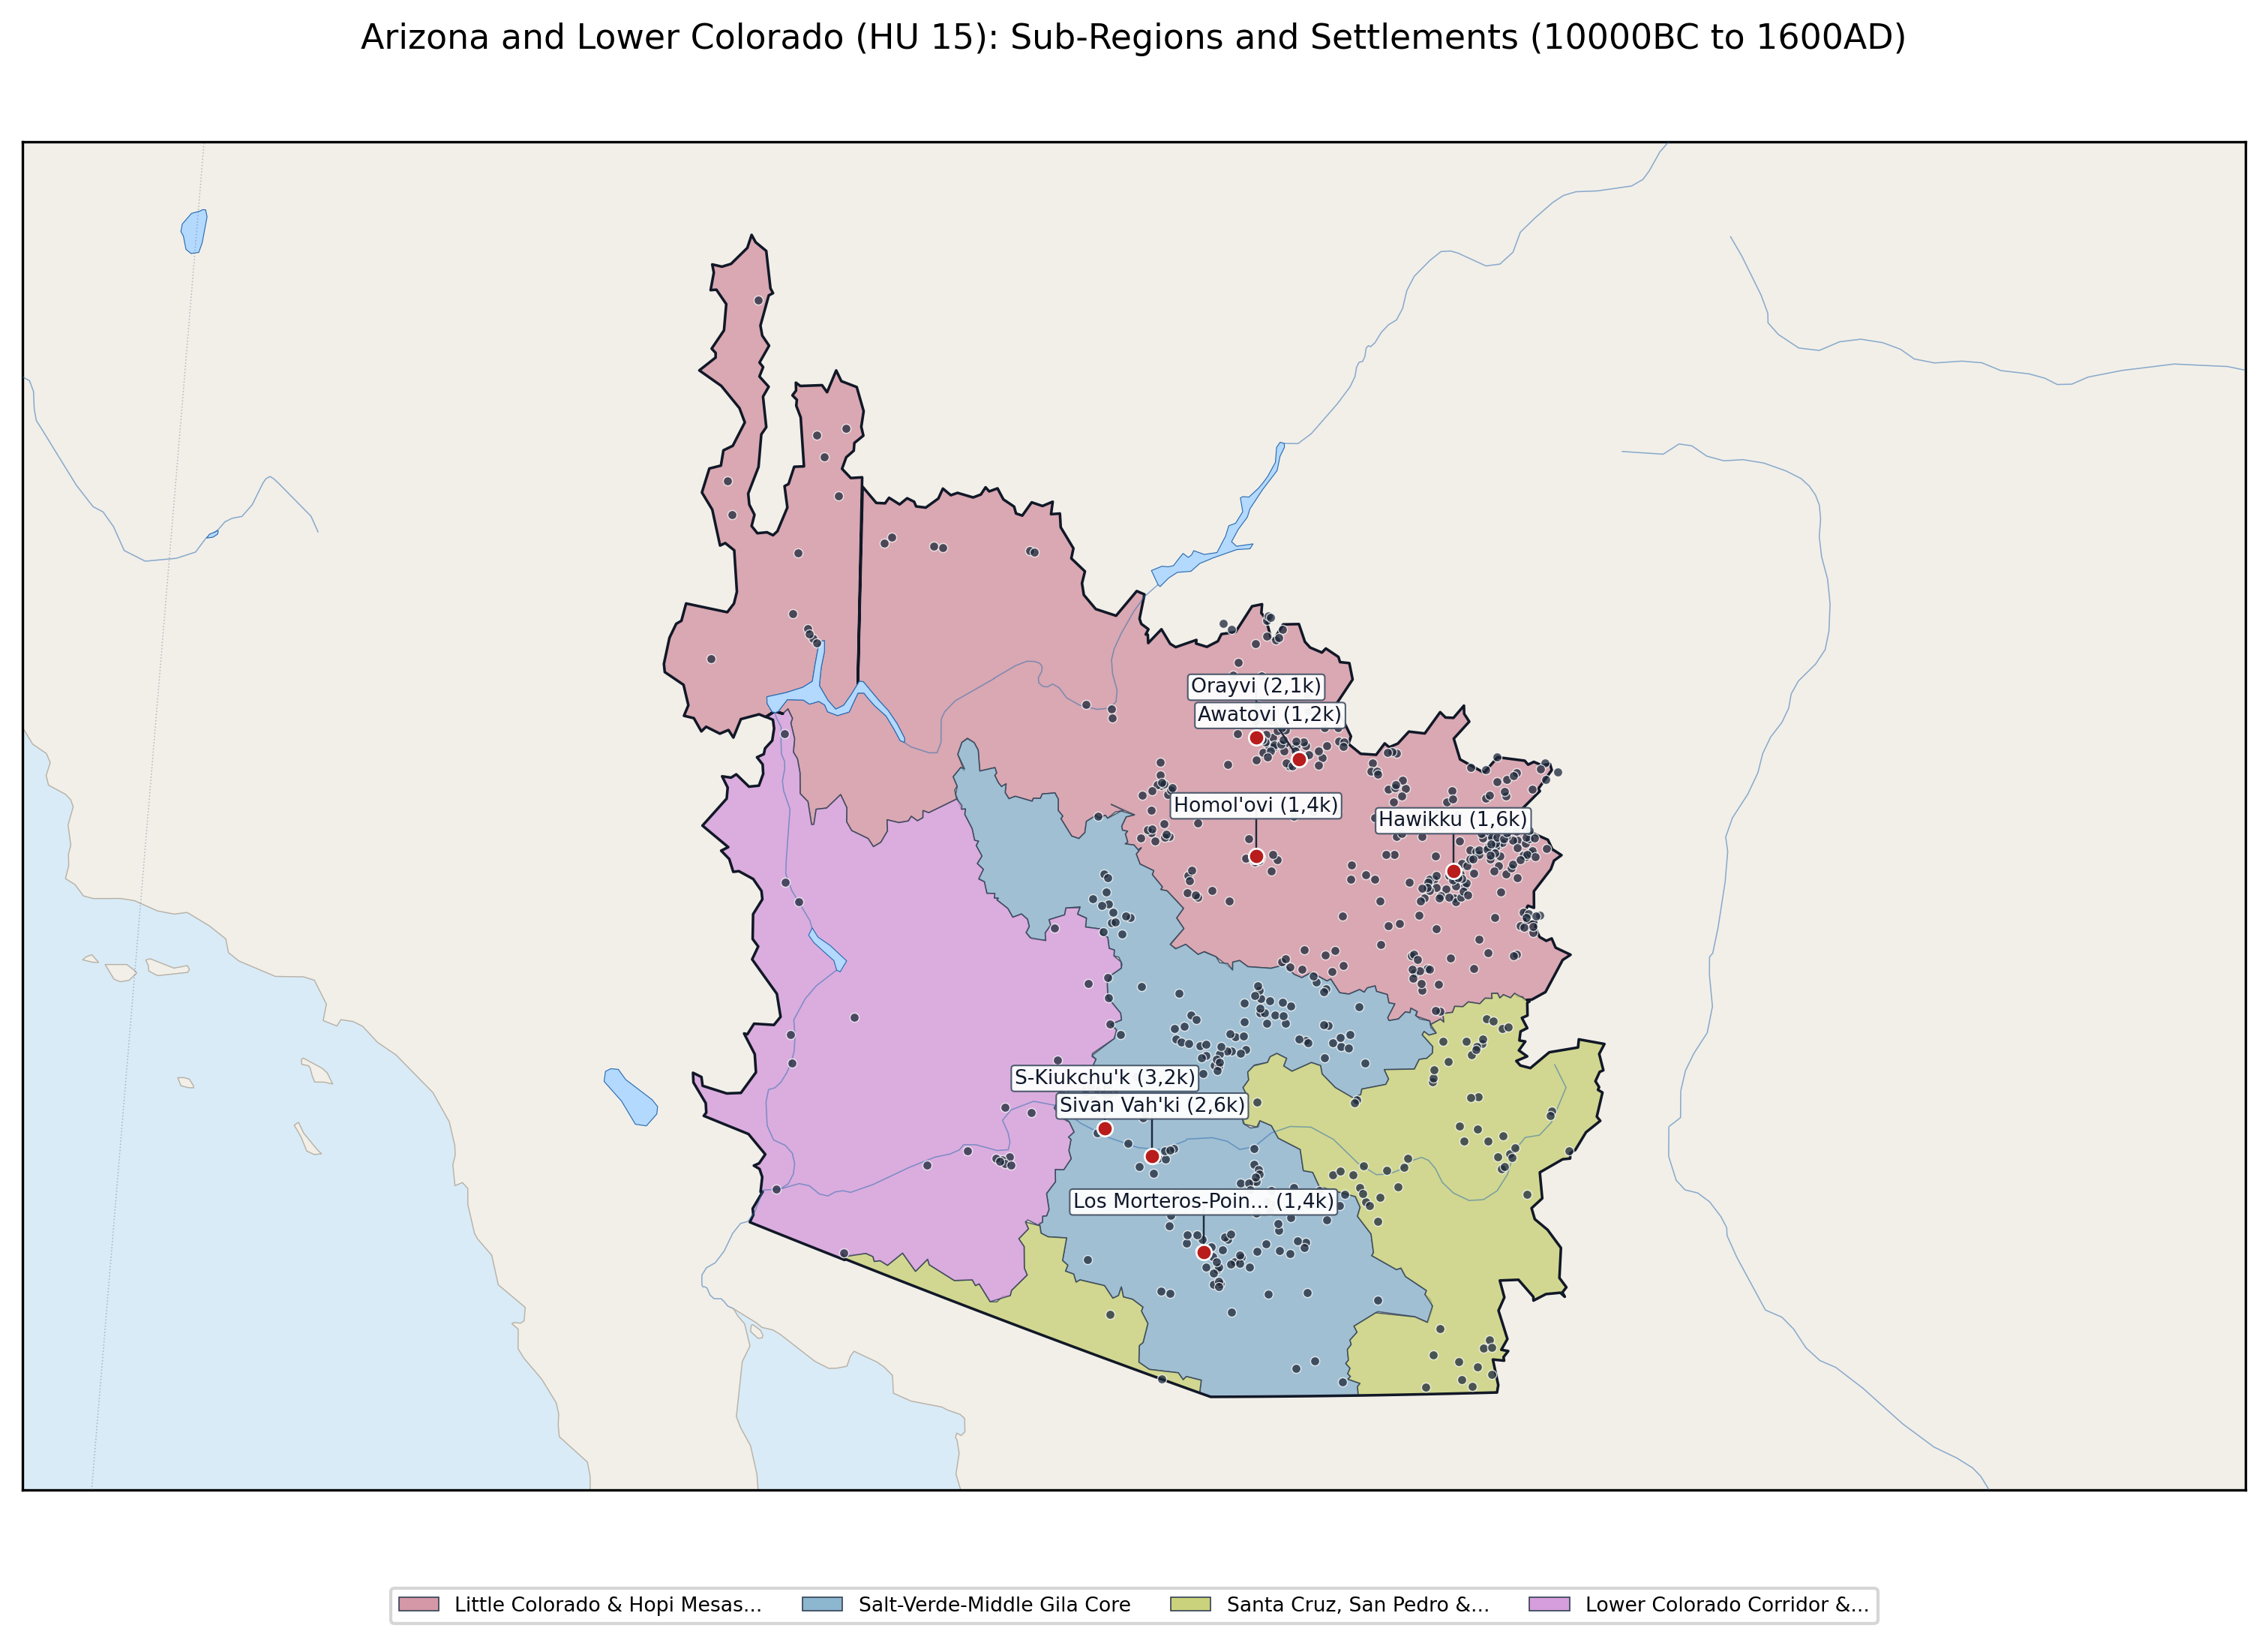 Arizona and Lower Colorado (HU 15): Sub-Regions and Settlements (10000BC to 1600AD)
Orayvi (2,1k)
Awatovi (1,2k)
Homol'ovi (1,4k)
Hawikku (1,6k)
S-Kiukchu'k (3,2k)
Sivan Vah'ki (2,6k)
Los Morteros-Poin... (1,4k)
Little Colorado & Hopi Mesas...
Salt-Verde-Middle Gila Core
Santa Cruz, San Pedro &...
Lower Colorado Corridor &...